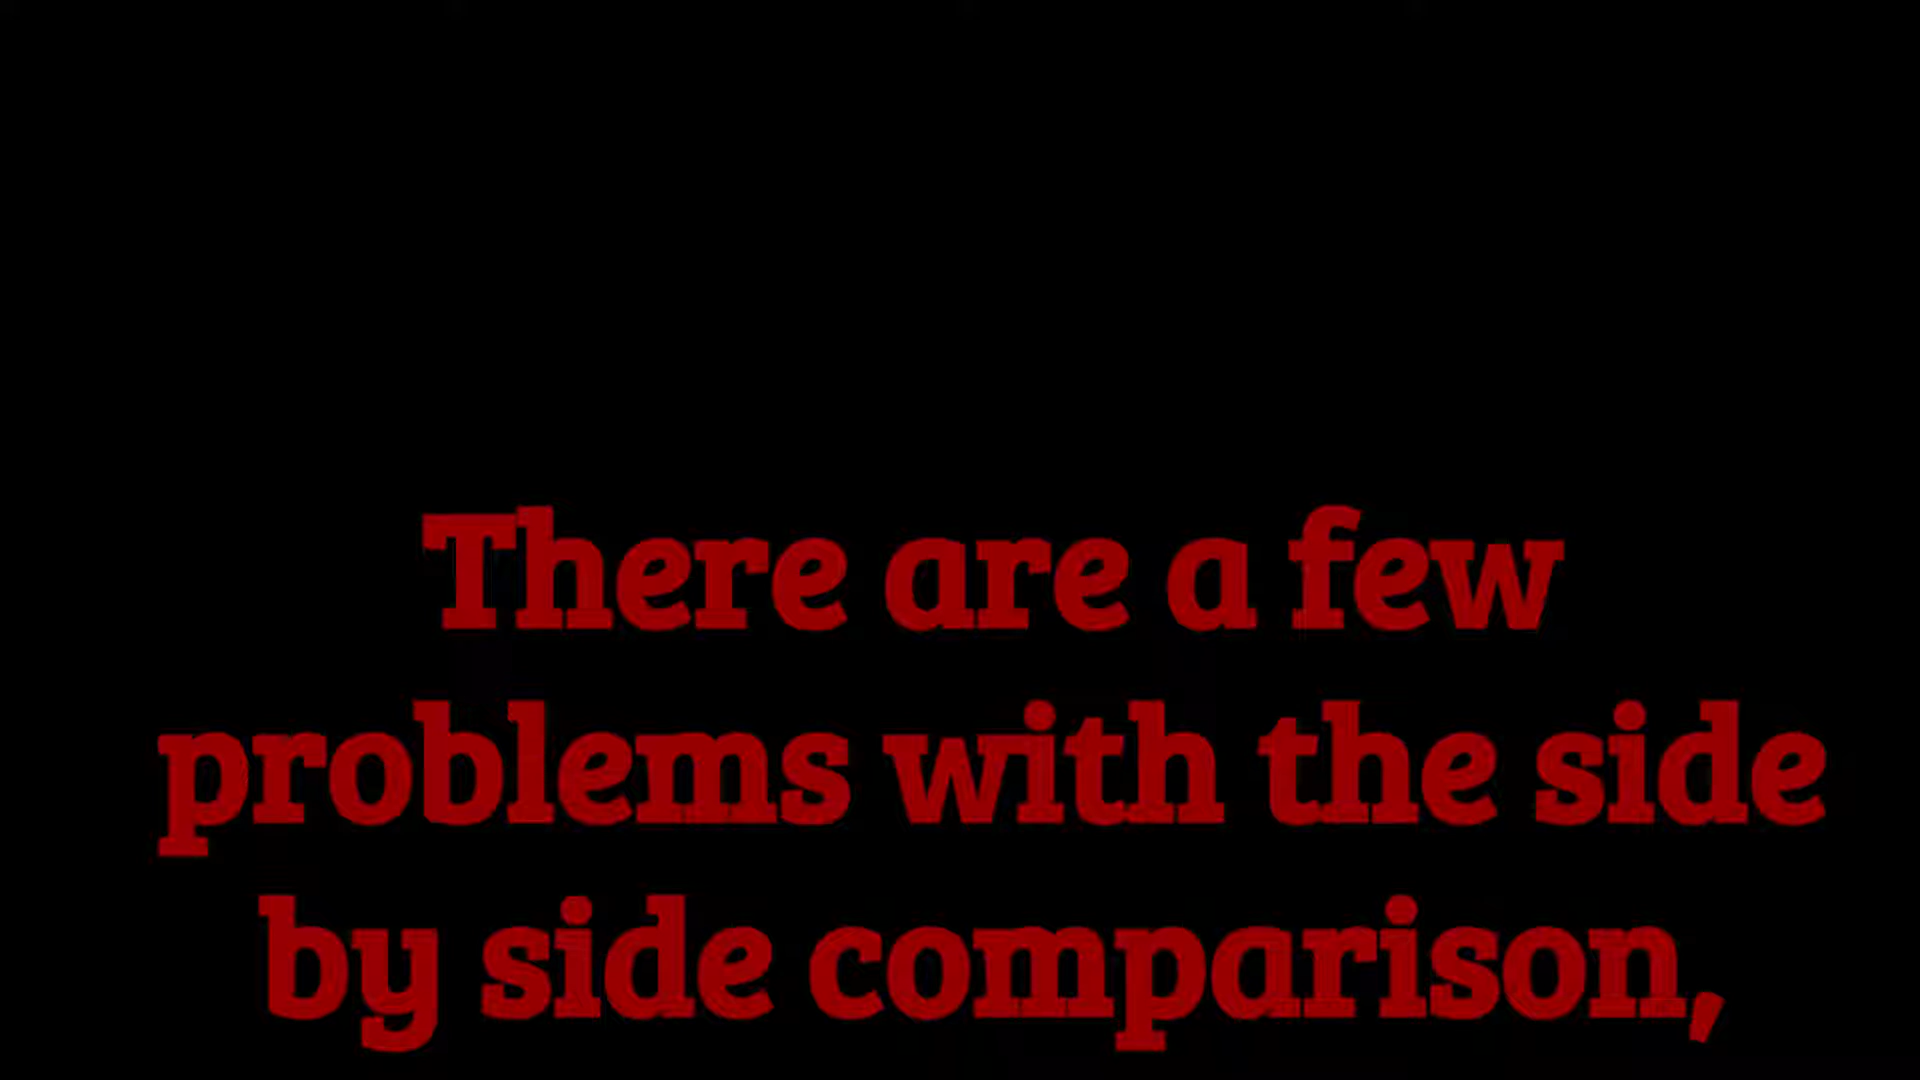 There are a few
problems with the side
by side comparison,